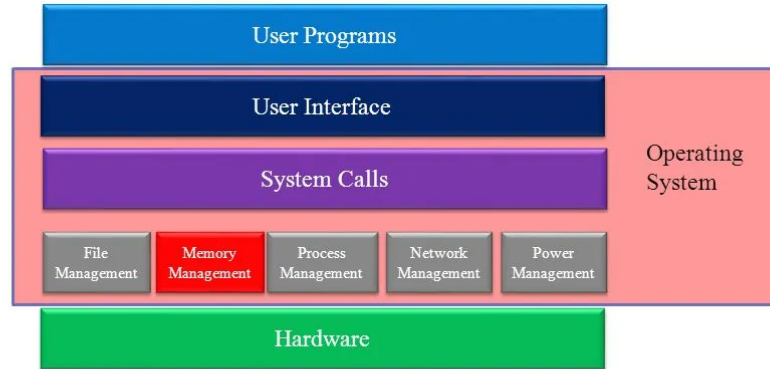 User Programs
User Interface
System Calls
Operating
System
File
Management
Memory
Management
Process
Management
Network
Management
Power
Management
Hardware